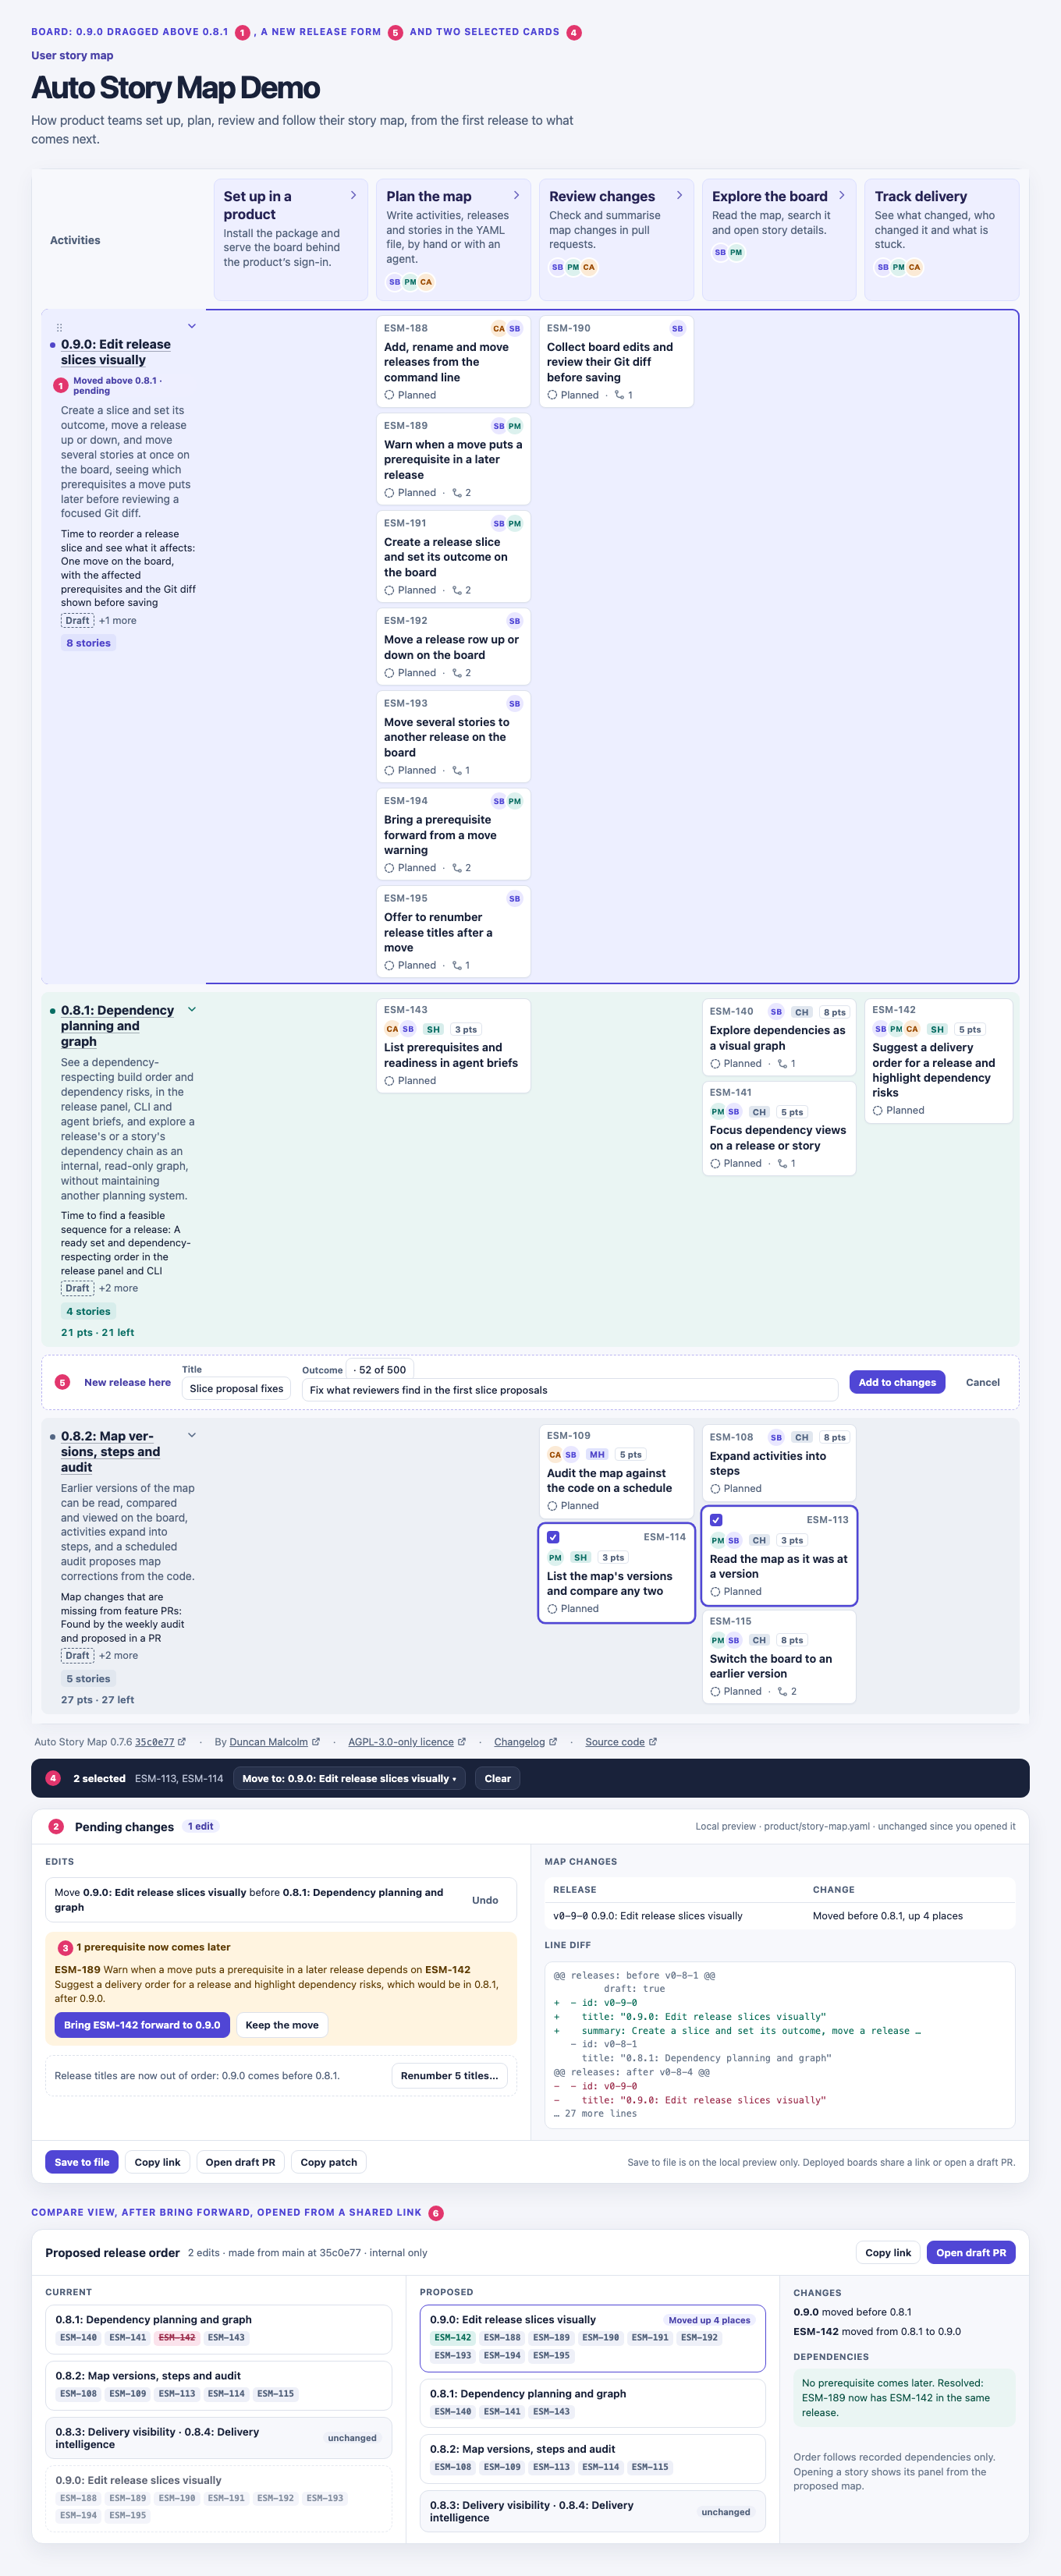 BOARD: 0.9.0 DRAGGED ABOVE 0.8.1 1 , A NEW RELEASE FORM 5 AND TWO SELECTED CARDS 4
User story map
Auto Story Map Demo
How product teams set up, plan, review and follow their story map, from the first release to what
comes next.
Activities
Set up in a
product
Install the package and
serve the board behind
the product's sign-in.
Plan the map
Write activities, releases
and stories in the YAML
file, by hand or with an
agent.
SB PM CA
Review changes
Check and summarise
map changes in pull
requests.
SB PM CA
Explore the board
Read the map, search it
and open story details.
SB PM
Track delivery
See what changed, who
changed it and what is
stuck.
SB PM CA
0.9.0: Edit release
slices visually
1 Moved above 0.8.1 ·
pending
Create a slice and set its
outcome, move a release
up or down, and move
several stories at once on
the board, seeing which
prerequisites a move puts
later before reviewing a
focused Git diff.
Time to reorder a release
slice and see what it affects:
One move on the board,
with the affected
prerequisites and the Git diff
shown before saving
Draft +1 more
8 stories
ESM-188 CA SB
Add, rename and move
releases from the
command line
Planned
ESM-189 SB PM
Warn when a move puts a
prerequisite in a later
release
Planned · 2
ESM-191 SB PM
Create a release slice
and set its outcome on
the board
Planned · 2
ESM-192 SB
Move a release row up or
down on the board
Planned · 2
ESM-193 SB
Move several stories to
another release on the
board
Planned · 1
ESM-194 SB PM
Bring a prerequisite
forward from a move
warning
Planned · 2
ESM-195 SB
Offer to renumber
release titles after a
move
Planned · 1
ESM-190 SB
Collect board edits and
review their Git diff
before saving
Planned · 1
0.8.1: Dependency
planning and
graph
See a dependency-
respecting build order and
dependency risks, in the
release panel, CLI and
agent briefs, and explore a
release's or a story's
dependency chain as an
internal, read-only graph,
without maintaining
another planning system.
Time to find a feasible
sequence for a release: A
ready set and dependency-
respecting order in the
release panel and CLI
Draft +2 more
4 stories
21 pts · 21 left
ESM-143
CA SB SH 3 pts
List prerequisites and
readiness in agent briefs
Planned
ESM-140 SB CH 8 pts
Explore dependencies as
a visual graph
Planned · 1
ESM-141
PM SB CH 5 pts
Focus dependency views
on a release or story
Planned · 1
ESM-142
SB PM CA SH 5 pts
Suggest a delivery
order for a release and
highlight dependency
risks
Planned
5 New release here
Title
Slice proposal fixes
Outcome · 52 of 500
Fix what reviewers find in the first slice proposals
Add to changes
Cancel
0.8.2: Map ver-
sions, steps and
audit
Earlier versions of the map
can be read, compared
and viewed on the board,
activities expand into
steps, and a scheduled
audit proposes map
corrections from the code.
Map changes that are
missing from feature PRs:
Found by the weekly audit
and proposed in a PR
Draft +2 more
5 stories
27 pts · 27 left
ESM-109
CA SB MH 5 pts
Audit the map against
the code on a schedule
Planned
ESM-114
PM SH 3 pts
List the map's versions
and compare any two
Planned
ESM-108 SB CH 8 pts
Expand activities into
steps
Planned
ESM-113
PM SB CH 3 pts
Read the map as it was at
a version
Planned
ESM-115
PM SB CH 8 pts
Switch the board to an
earlier version
Planned · 2
Auto Story Map 0.7.6 35c0e77 · By Duncan Malcolm · AGPL-3.0-only licence · Changelog · Source code
4 2 selected ESM-113, ESM-114 Move to: 0.9.0: Edit release slices visually ▾ Clear
2 Pending changes 1 edit
Local preview · product/story-map.yaml · unchanged since you opened it
EDITS
Move 0.9.0: Edit release slices visually before 0.8.1: Dependency planning and
graph
Undo
3 1 prerequisite now comes later
ESM-189 Warn when a move puts a prerequisite in a later release depends on ESM-142
Suggest a delivery order for a release and highlight dependency risks, which would be in 0.8.1,
after 0.9.0.
Bring ESM-142 forward to 0.9.0
Keep the move
Release titles are now out of order: 0.9.0 comes before 0.8.1.
Renumber 5 titles...
MAP CHANGES
RELEASE CHANGE
v0-9-0 0.9.0: Edit release slices visually Moved before 0.8.1, up 4 places
LINE DIFF
@@ releases: before v0-8-1 @@
draft: true
+ - id: v0-9-0
+ title: "0.9.0: Edit release slices visually"
+ summary: Create a slice and set its outcome, move a release …
- id: v0-8-1
title: "0.8.1: Dependency planning and graph"
@@ releases: after v0-8-4 @@
- - id: v0-9-0
- title: "0.9.0: Edit release slices visually"
… 27 more lines
Save to file
Copy link
Open draft PR
Copy patch
Save to file is on the local preview only. Deployed boards share a link or open a draft PR.
COMPARE VIEW, AFTER BRING FORWARD, OPENED FROM A SHARED LINK 6
Proposed release order 2 edits · made from main at 35c0e77 · internal only
Copy link
Open draft PR
CURRENT
0.8.1: Dependency planning and graph
ESM-140 ESM-141 ESM-142 ESM-143
0.8.2: Map versions, steps and audit
ESM-108 ESM-109 ESM-113 ESM-114 ESM-115
0.8.3: Delivery visibility · 0.8.4: Delivery
intelligence
unchanged
0.9.0: Edit release slices visually
ESM-188 ESM-189 ESM-190 ESM-191 ESM-192 ESM-193
ESM-194 ESM-195
PROPOSED
0.9.0: Edit release slices visually Moved up 4 places
ESM-142 ESM-188 ESM-189 ESM-190 ESM-191 ESM-192
ESM-193 ESM-194 ESM-195
0.8.1: Dependency planning and graph
ESM-140 ESM-141 ESM-143
0.8.2: Map versions, steps and audit
ESM-108 ESM-109 ESM-113 ESM-114 ESM-115
0.8.3: Delivery visibility · 0.8.4: Delivery
intelligence
unchanged
CHANGES
0.9.0 moved before 0.8.1
ESM-142 moved from 0.8.1 to 0.9.0
DEPENDENCIES
No prerequisite comes later. Resolved:
ESM-189 now has ESM-142 in the same
release.
Order follows recorded dependencies only.
Opening a story shows its panel from the
proposed map.